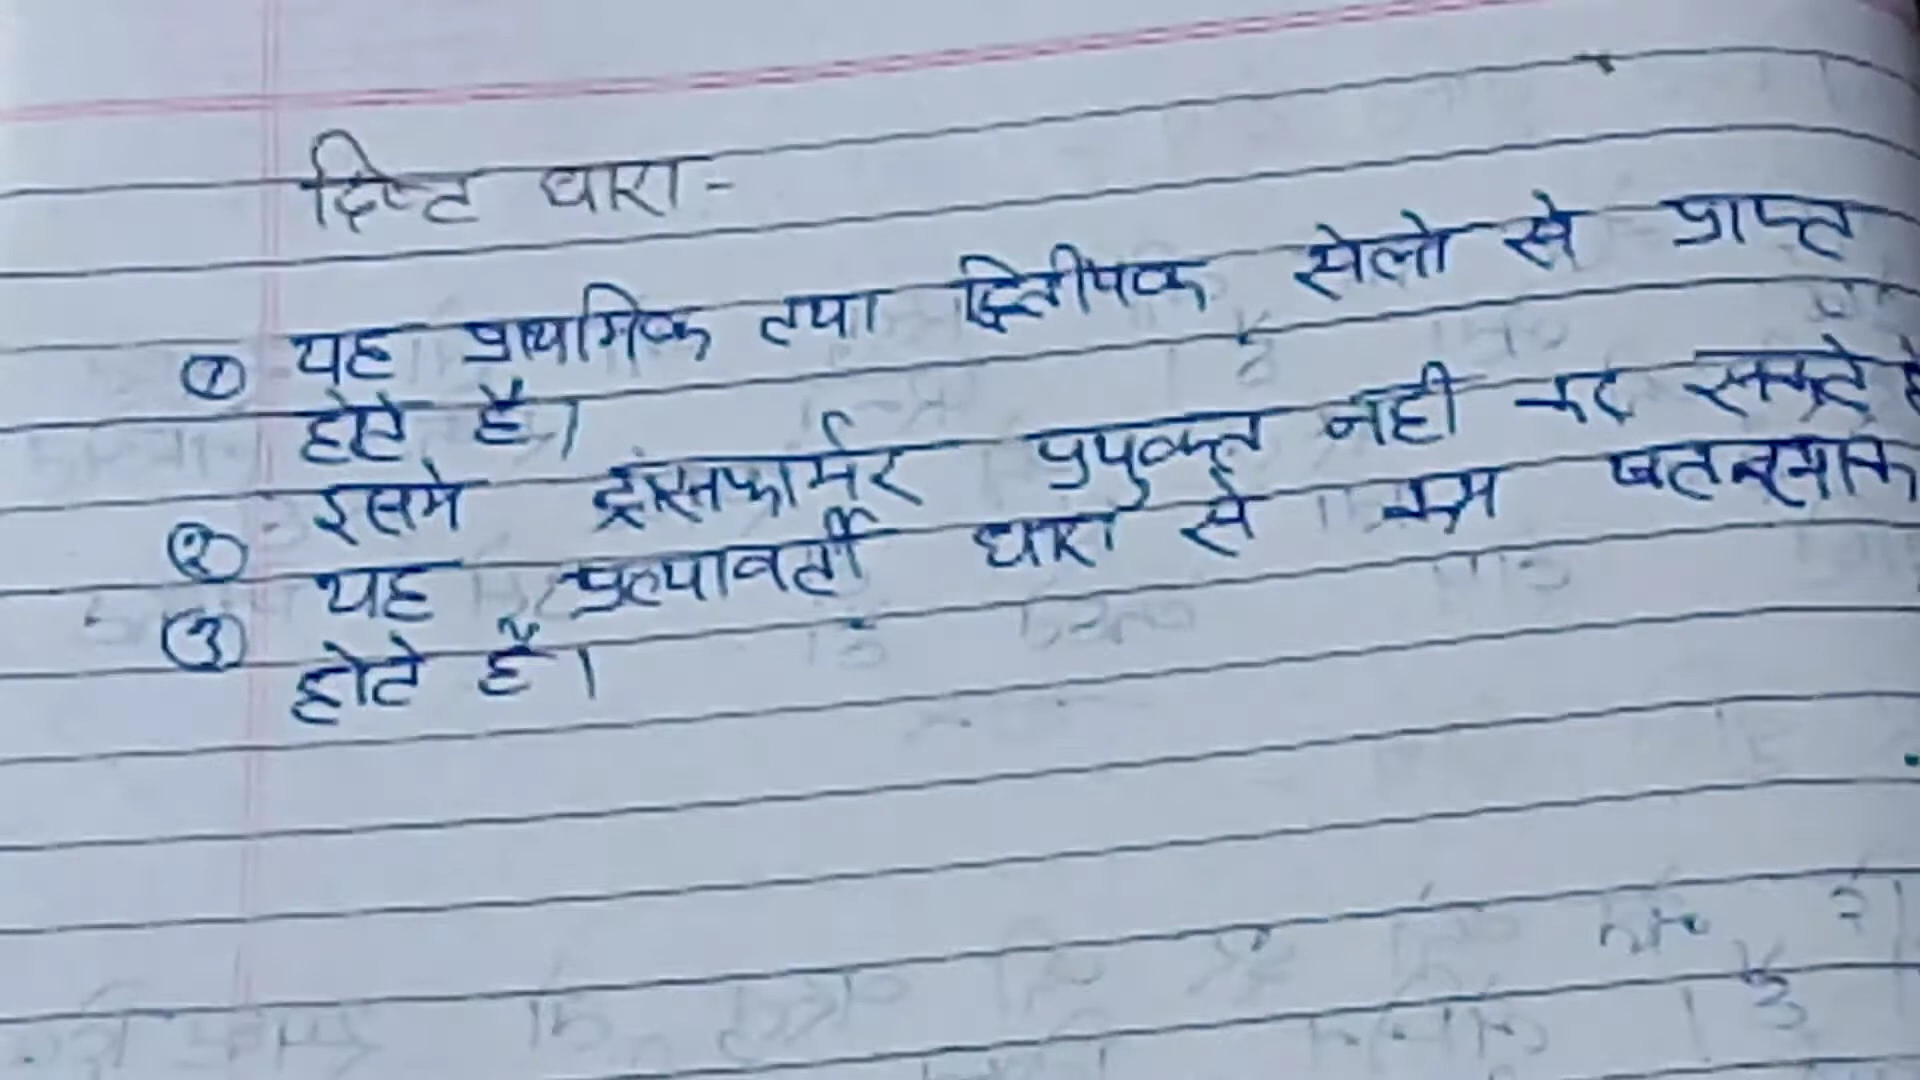 दिष्ट धारा-
① यह प्राथमिक तथा द्वितीयक सेलो से प्राप्त
होते है।
② इसमे ट्रांसफार्मर प्रयुक्त नही कर सकते है
③ यह प्रत्यावर्ती धारा से कम खतरनाक
होते है।